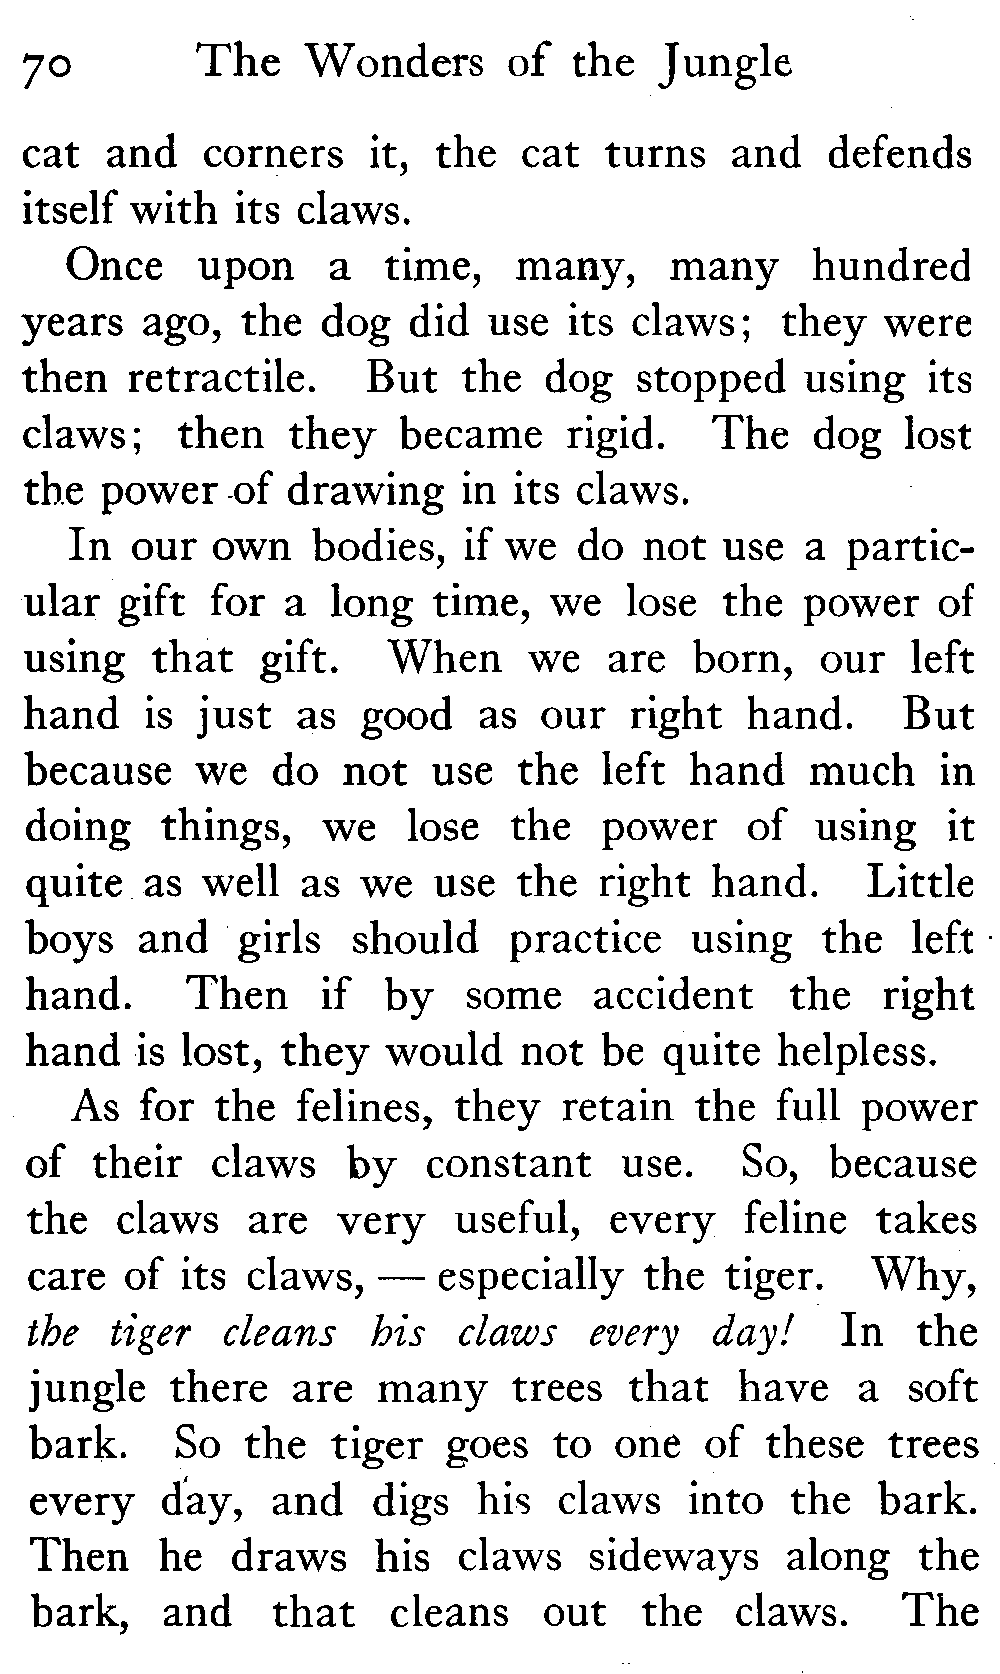 70 The Wonders of the Jungle
cat and corners it, the cat turns and defends
itself with its claws.
Once upon a time, many, many hundred
years ago, the dog did use its claws; they were
then retractile. But the dog stopped using its
claws; then they became rigid. The dog lost
the power of drawing in its claws.
In our own bodies, if we do not use a partic-
ular gift for a long time, we lose the power of
using that gift. When we are born, our left
hand is just as good as our right hand. But
because we do not use the left hand much in
doing things, we lose the power of using it
quite as well as we use the right hand. Little
boys and girls should practice using the left
hand. Then if by some accident the right
hand is lost, they would not be quite helpless.
As for the felines, they retain the full power
of their claws by constant use. So, because
the claws are very useful, every feline takes
care of its claws, — especially the tiger. Why,
the tiger cleans his claws every day! In the
jungle there are many trees that have a soft
bark. So the tiger goes to one of these trees
every day, and digs his claws into the bark.
Then he draws his claws sideways along the
bark, and that cleans out the claws. The